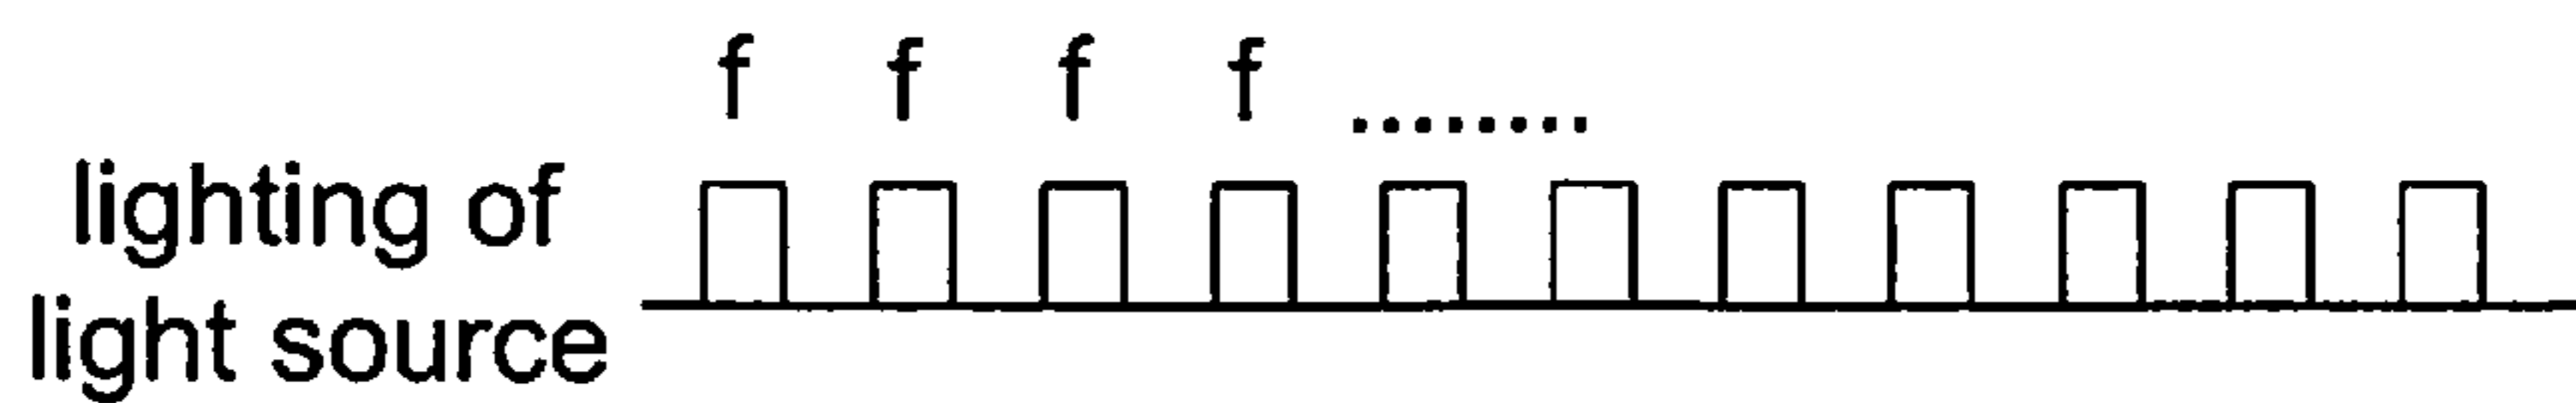 f f f f ........
lighting of
light source